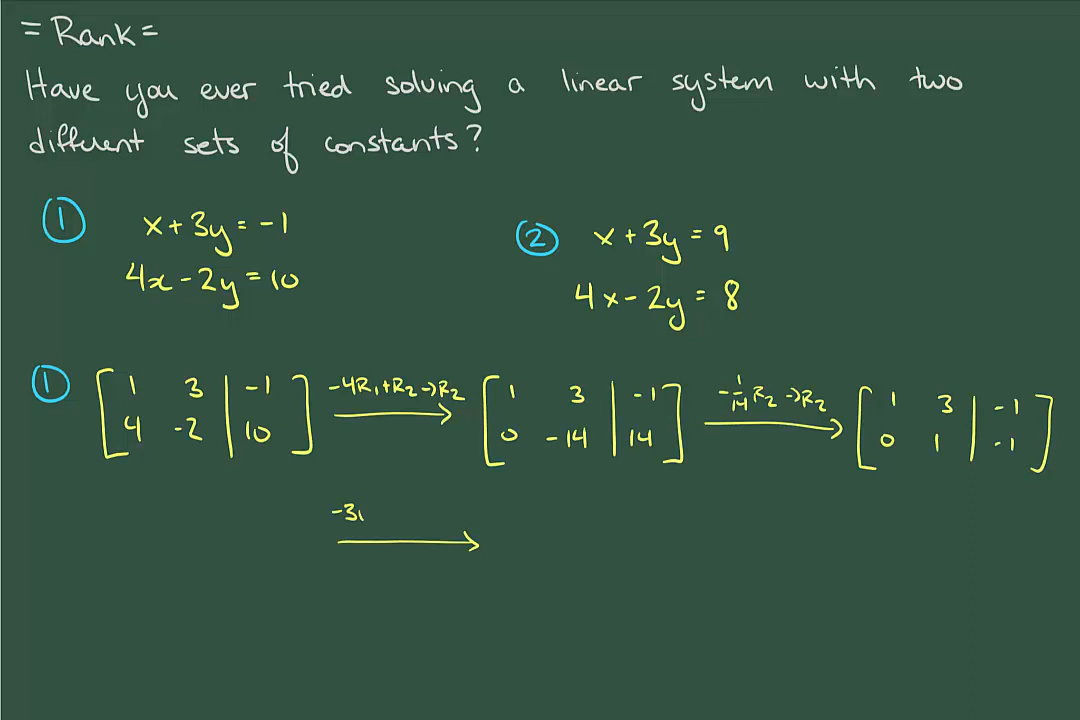 = Rank =
Have you ever tried solving a linear system with two
different sets of constants?
① x + 3y = -1
4x - 2y = 10
② x + 3y = 9
4x - 2y = 8
① [1 3 | -1; 4 -2 | 10] -4R₁+R₂→R₂ [1 3 | -1; 0 -14 | 14] -1/14 R₂→R₂ [1 3 | -1; 0 1 | -1]
-3